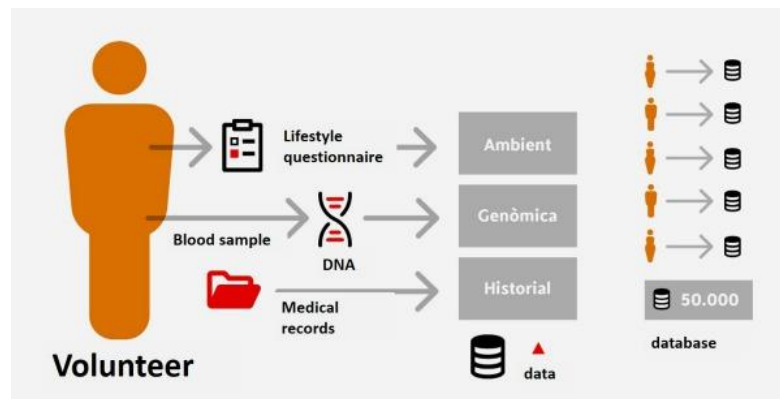 Lifestyle
questionnaire
Ambient
Blood sample
DNA
Genòmica
Medical
records
Historial
data
Volunteer
50.000
database